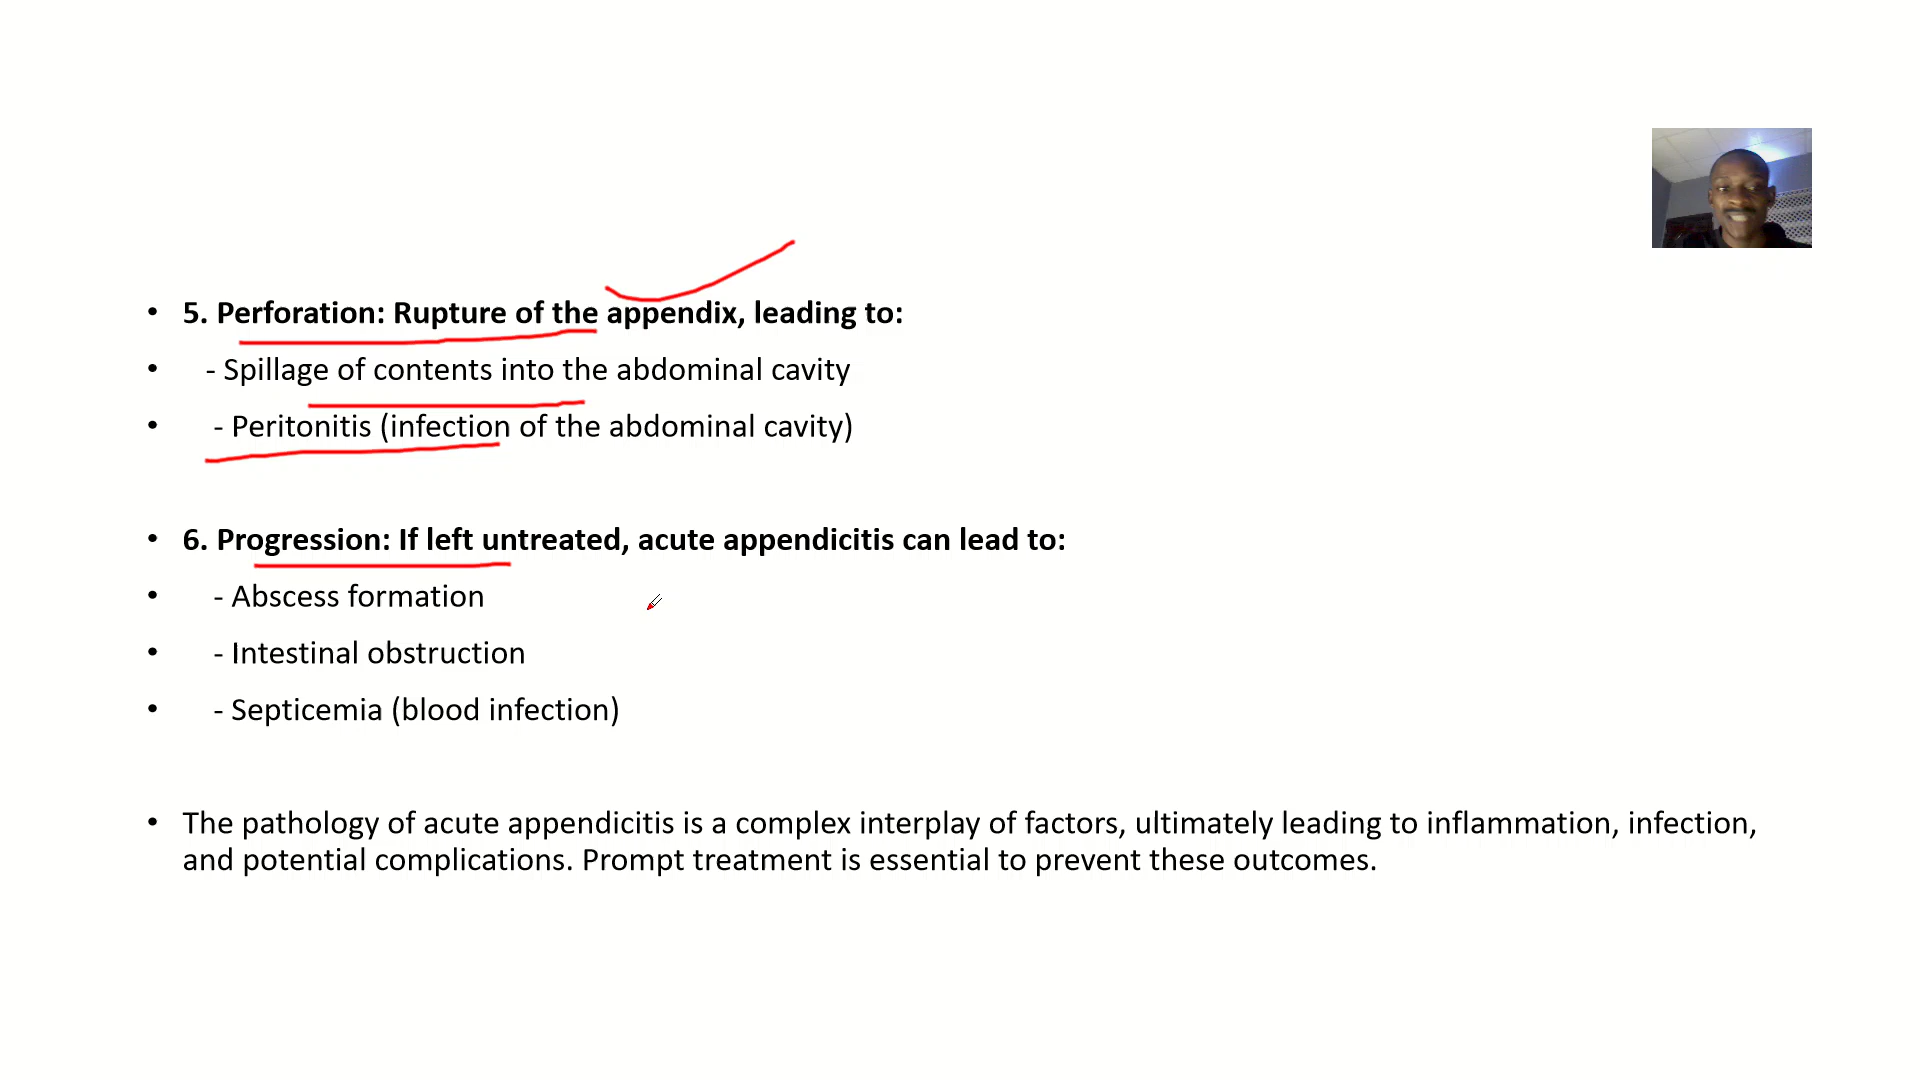 • 5. Perforation: Rupture of the appendix, leading to:
• - Spillage of contents into the abdominal cavity
• - Peritonitis (infection of the abdominal cavity)
• 6. Progression: If left untreated, acute appendicitis can lead to:
• - Abscess formation
• - Intestinal obstruction
• - Septicemia (blood infection)
• The pathology of acute appendicitis is a complex interplay of factors, ultimately leading to inflammation, infection,
and potential complications. Prompt treatment is essential to prevent these outcomes.